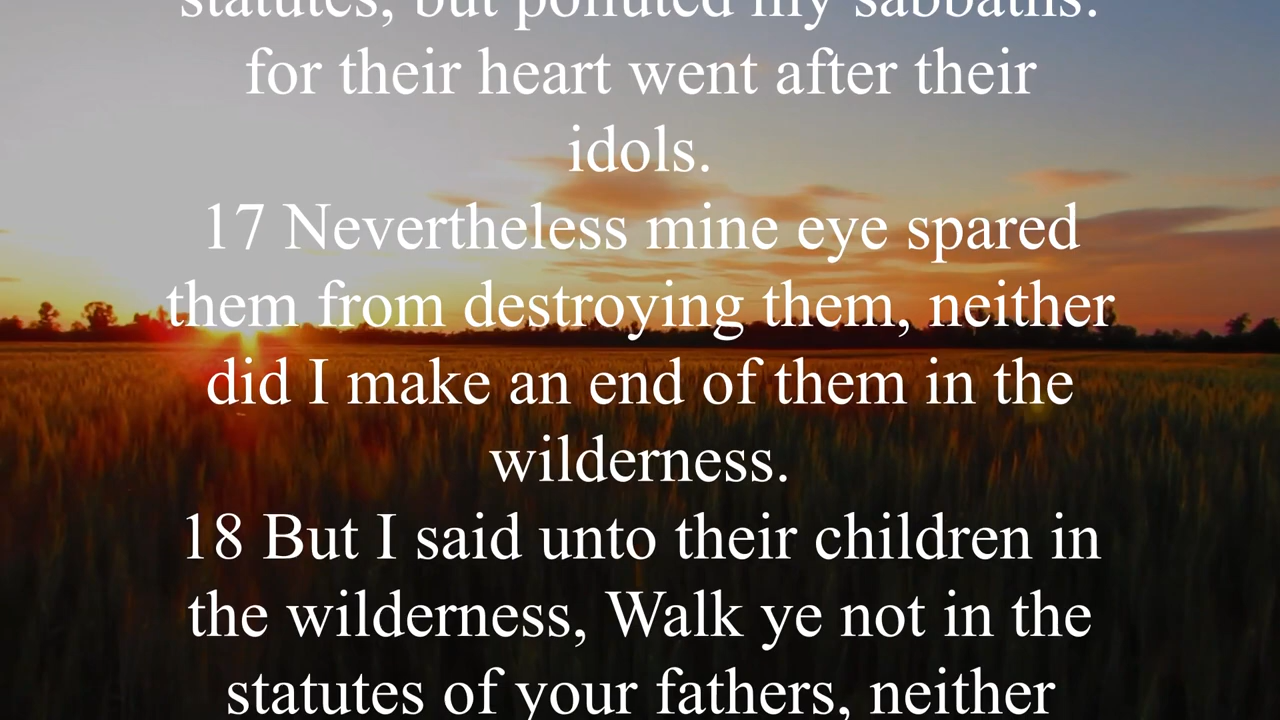 statutes, but polluted my sabbaths:
for their heart went after their
idols.
17 Nevertheless mine eye spared
them from destroying them, neither
did I make an end of them in the
wilderness.
18 But I said unto their children in
the wilderness, Walk ye not in the
statutes of your fathers, neither